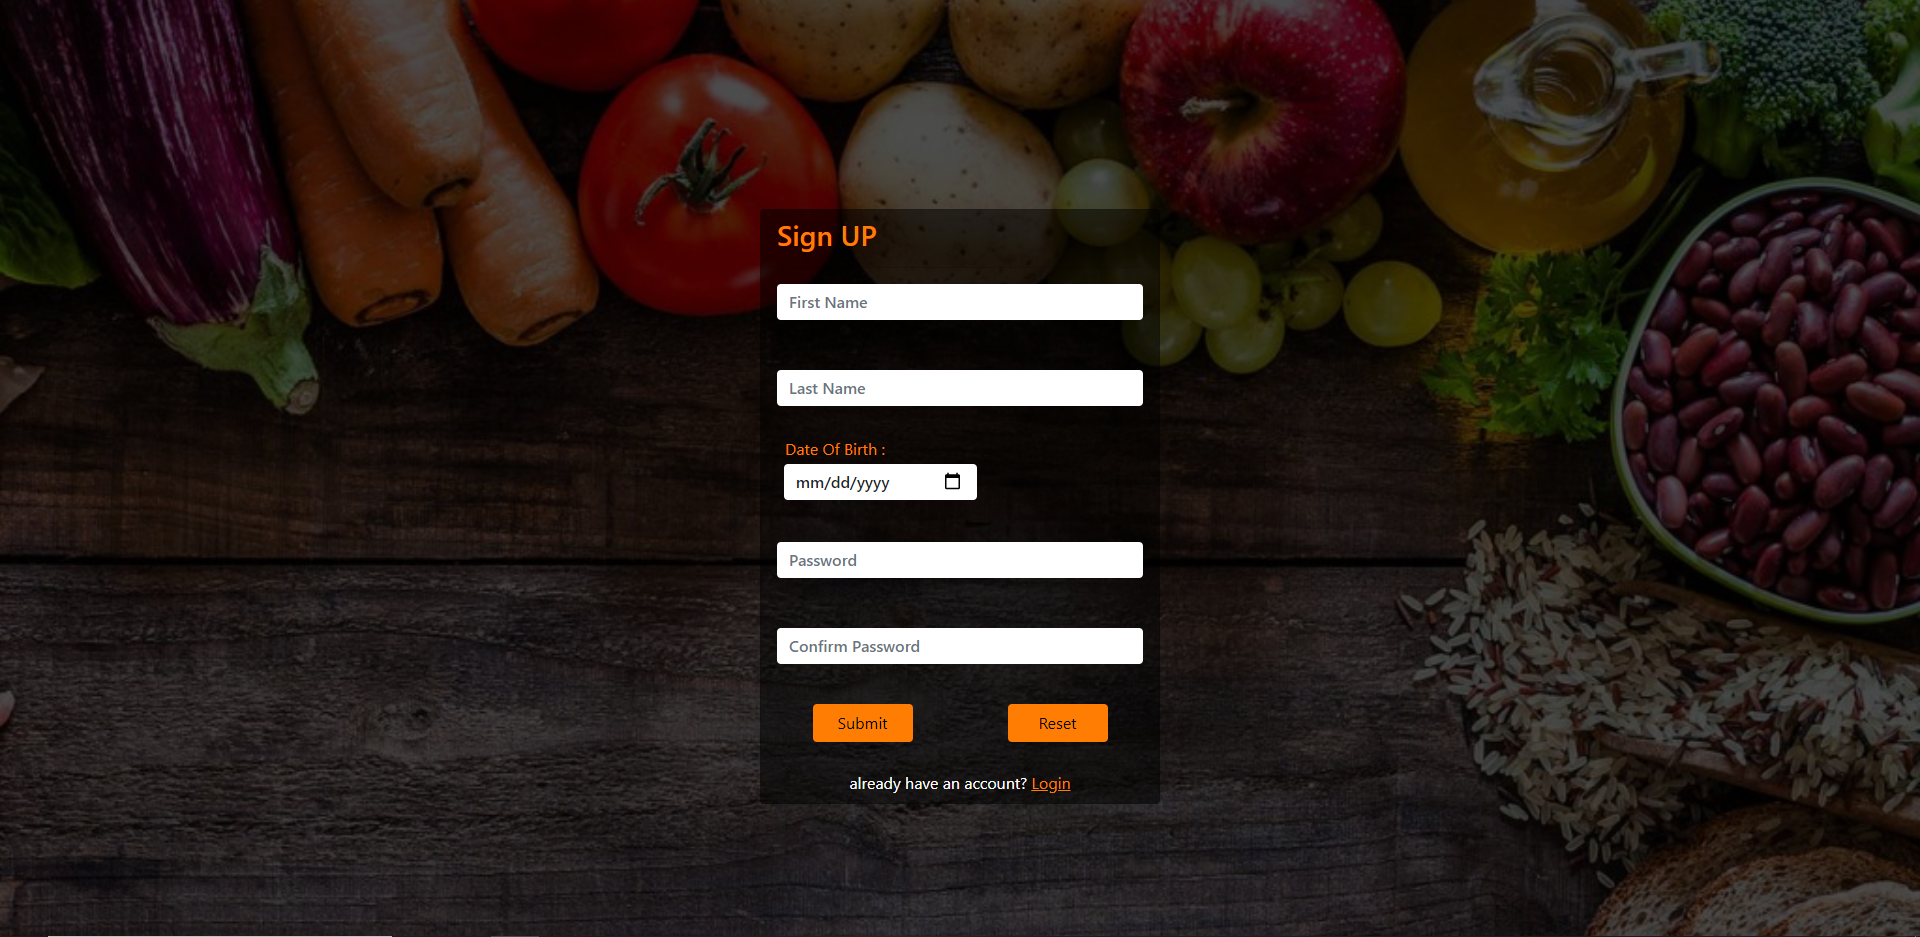 Sign UP
First Name
Last Name
Date Of Birth :
mm/dd/yyyy
Password
Confirm Password
Submit Reset
already have an account? Login